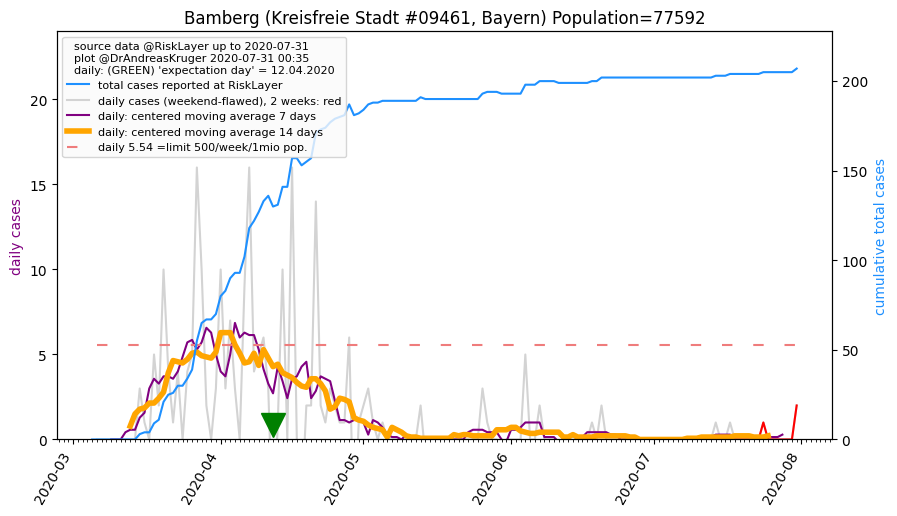 Bamberg (Kreisfreie Stadt #09461, Bayern) Population=77592
source data @RiskLayer up to 2020-07-31
plot @DrAndreasKruger 2020-07-31 00:35
daily: (GREEN) 'expectation day' = 12.04.2020
total cases reported at RiskLayer
daily cases (weekend-flawed), 2 weeks: red
daily: centered moving average 7 days
daily: centered moving average 14 days
daily 5.54 =limit 500/week/1mio pop.
daily cases
20
15
10
5
0
cumulative total cases
200
150
100
50
0
2020-03
2020-04
2020-05
2020-06
2020-07
2020-08